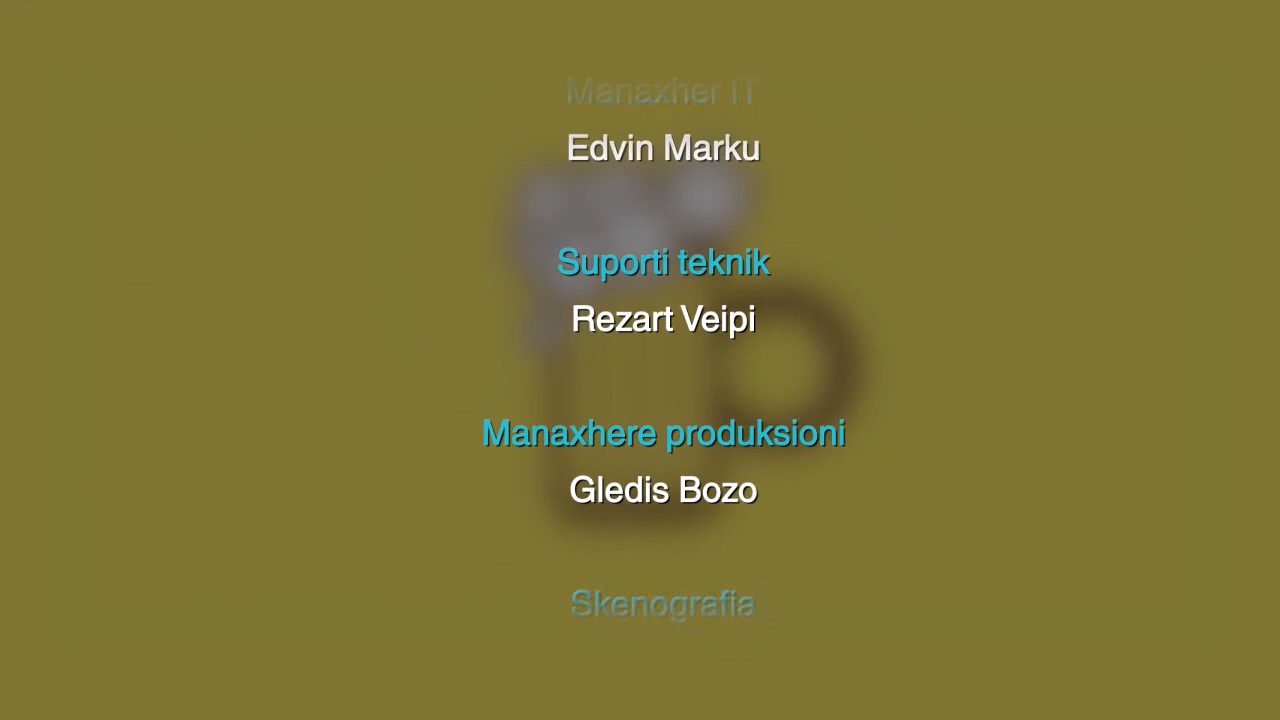 Manaxher IT
Edvin Marku
Suporti teknik
Rezart Veipi
Manaxhere produksioni
Gledis Bozo
Skenografia